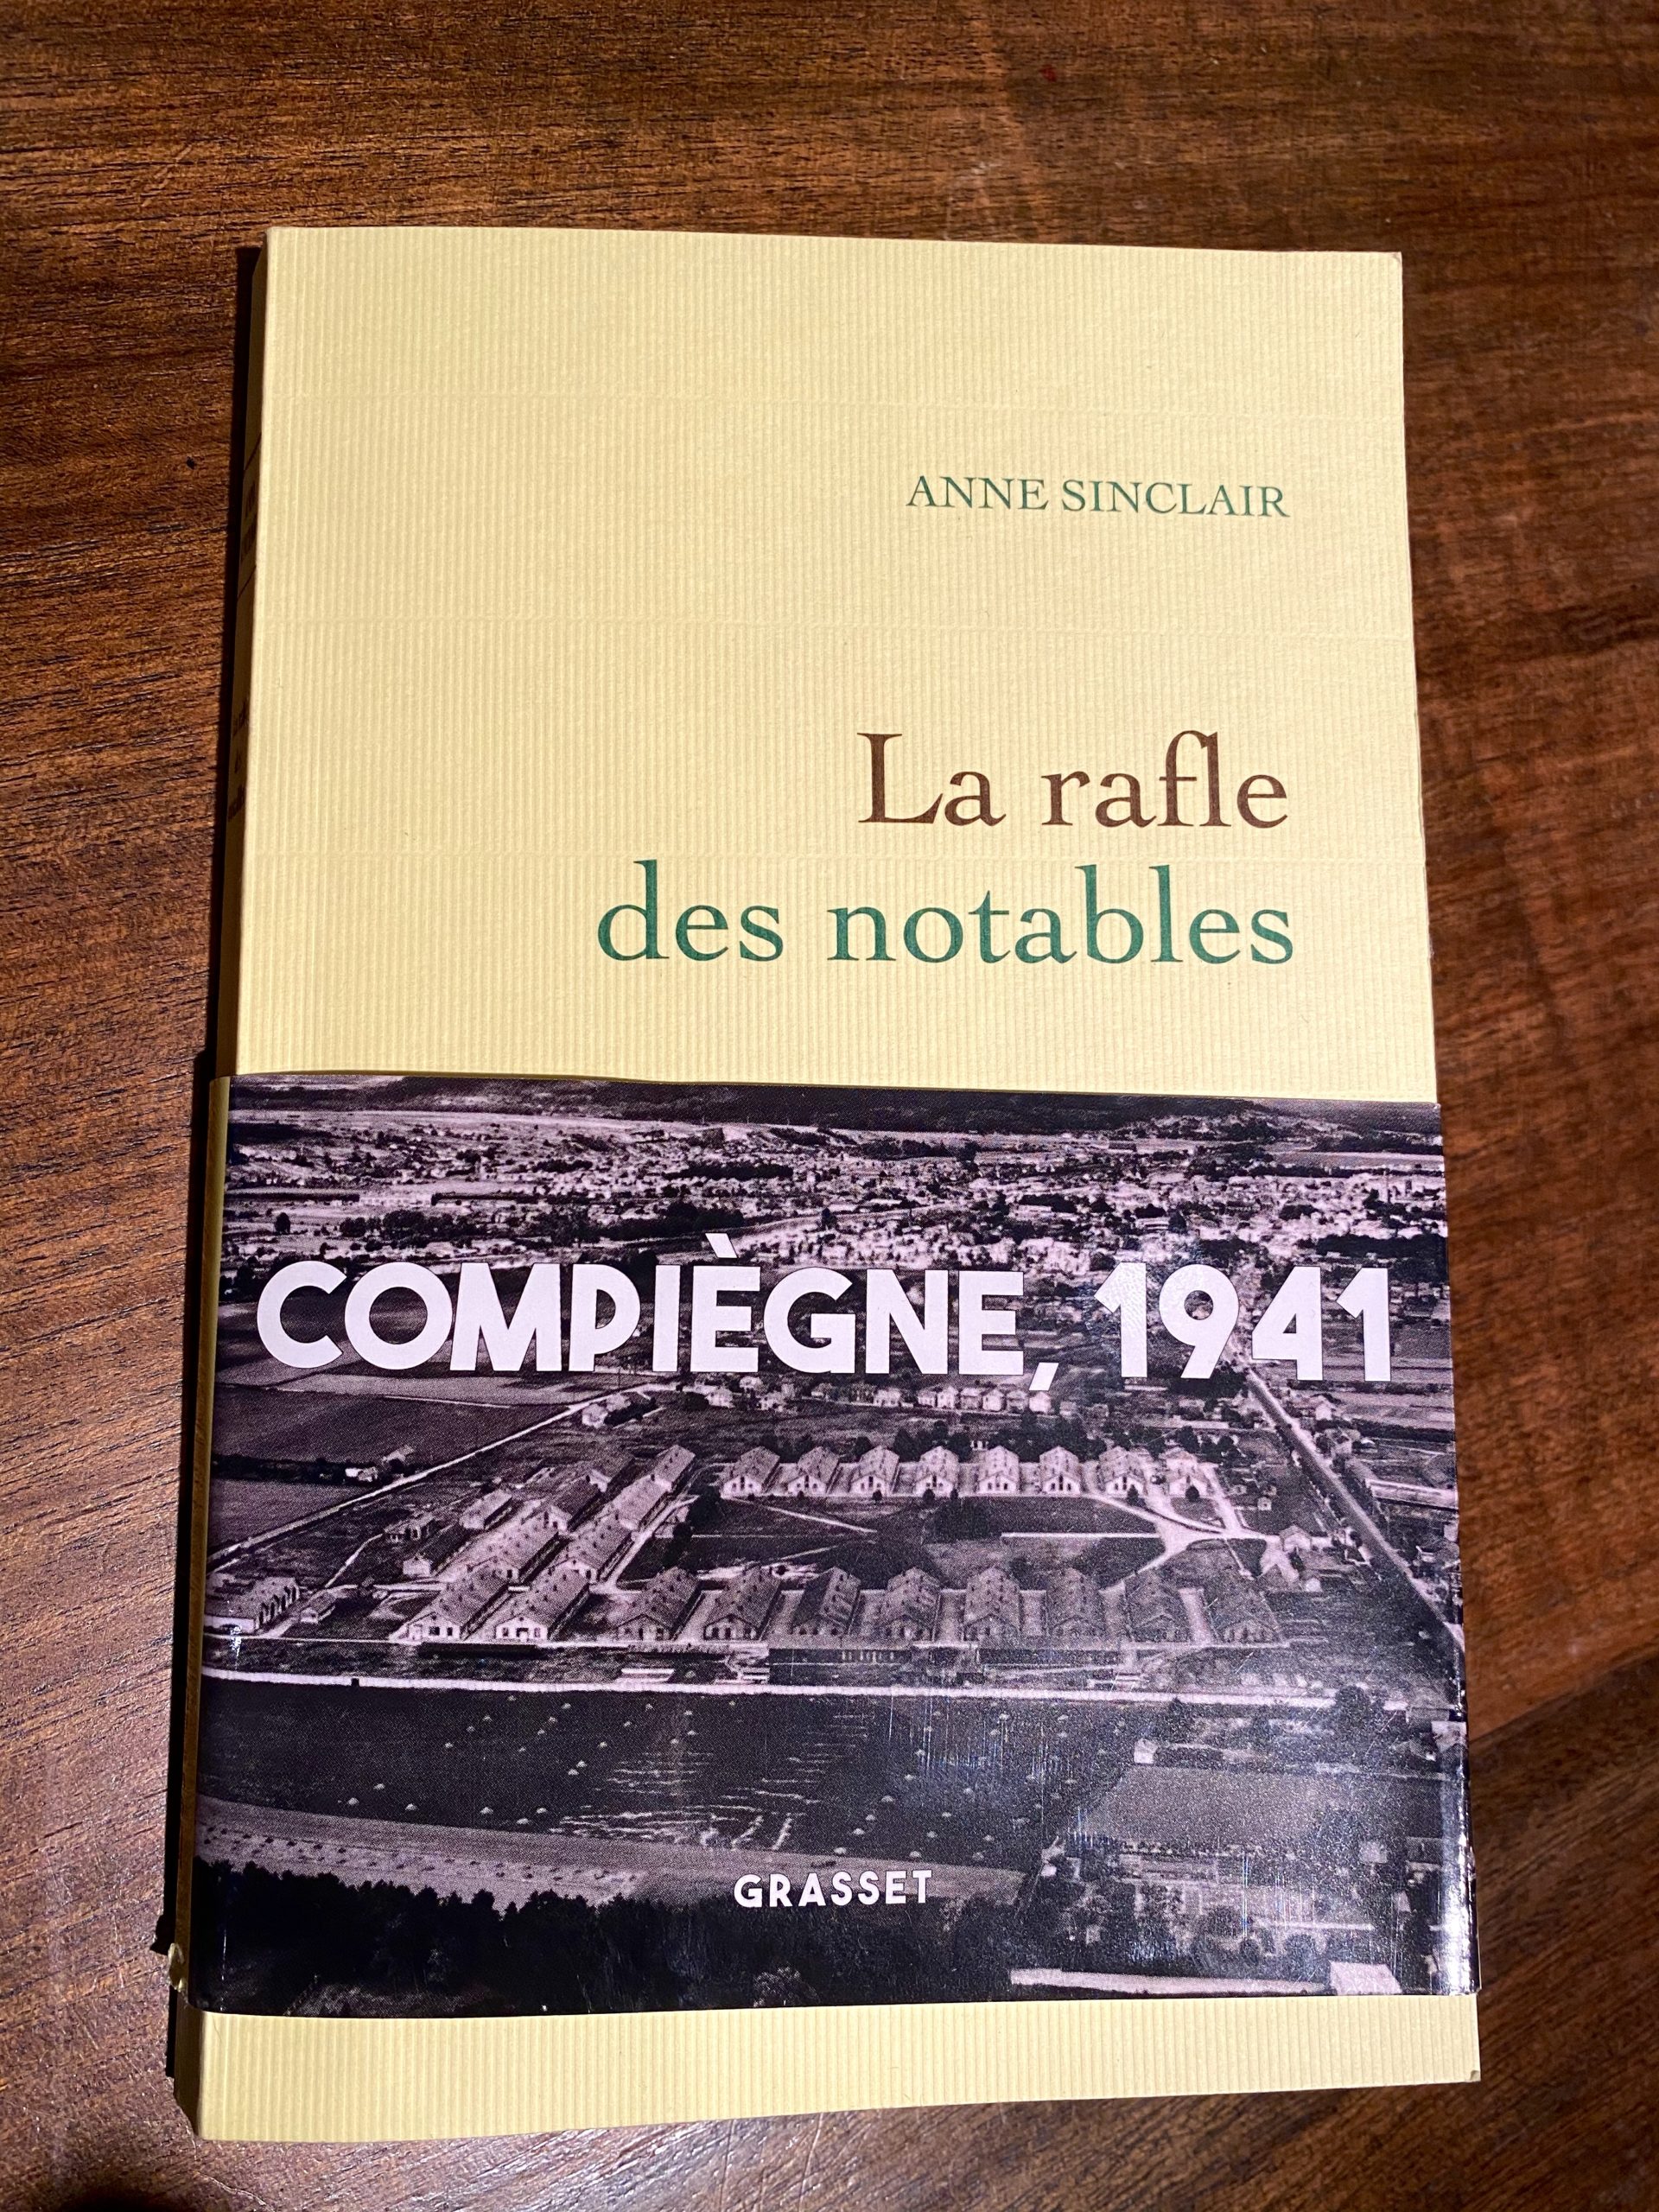 ANNE SINCLAIR
La rafle
des notables
COMPIÈGNE, 1941
GRASSET